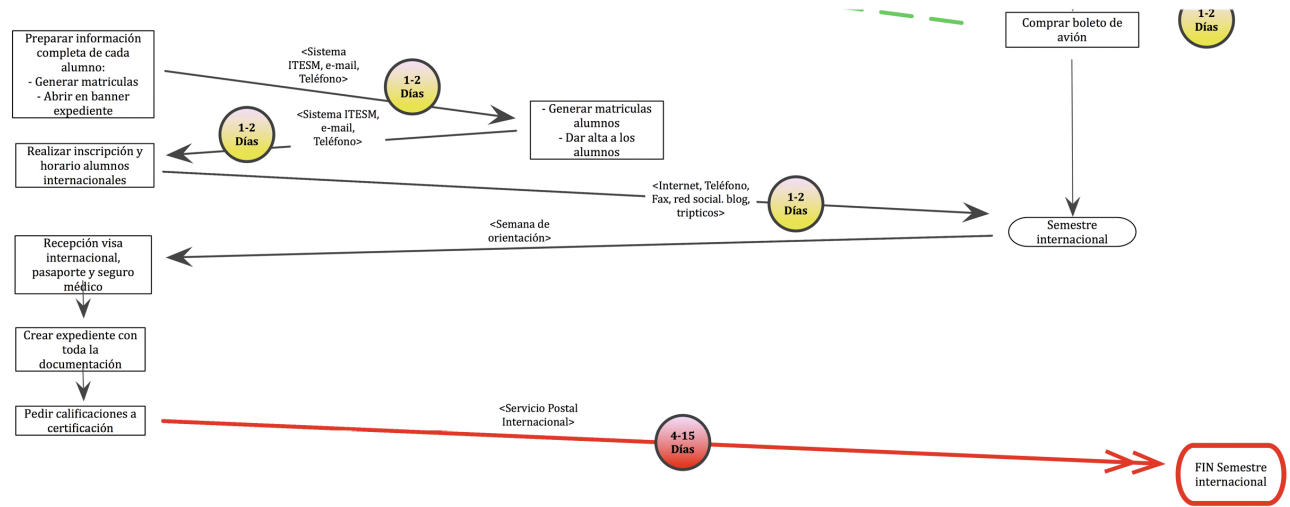 Comprar boleto de
avión
1-2
Días
Preparar información
completa de cada
alumno:
- Generar matriculas
- Abrir en banner
expediente
<Sistema
ITESM, e-mail,
Teléfono>
1-2
Días
- Generar matriculas
alumnos
- Dar alta a los
alumnos
<Sistema ITESM,
e-mail,
Teléfono>
1-2
Días
Realizar inscripción y
horario alumnos
internacionales
<Internet, Teléfono,
Fax, red social. blog,
tripticos>
1-2
Días
Semestre
internacional
<Semana de
orientación>
Recepción visa
internacional,
pasaporte y seguro
médico
Crear expediente con
toda la
documentación
Pedir calificaciones a
certificación
<Servicio Postal
Internacional>
4-15
Días
FIN Semestre
internacional